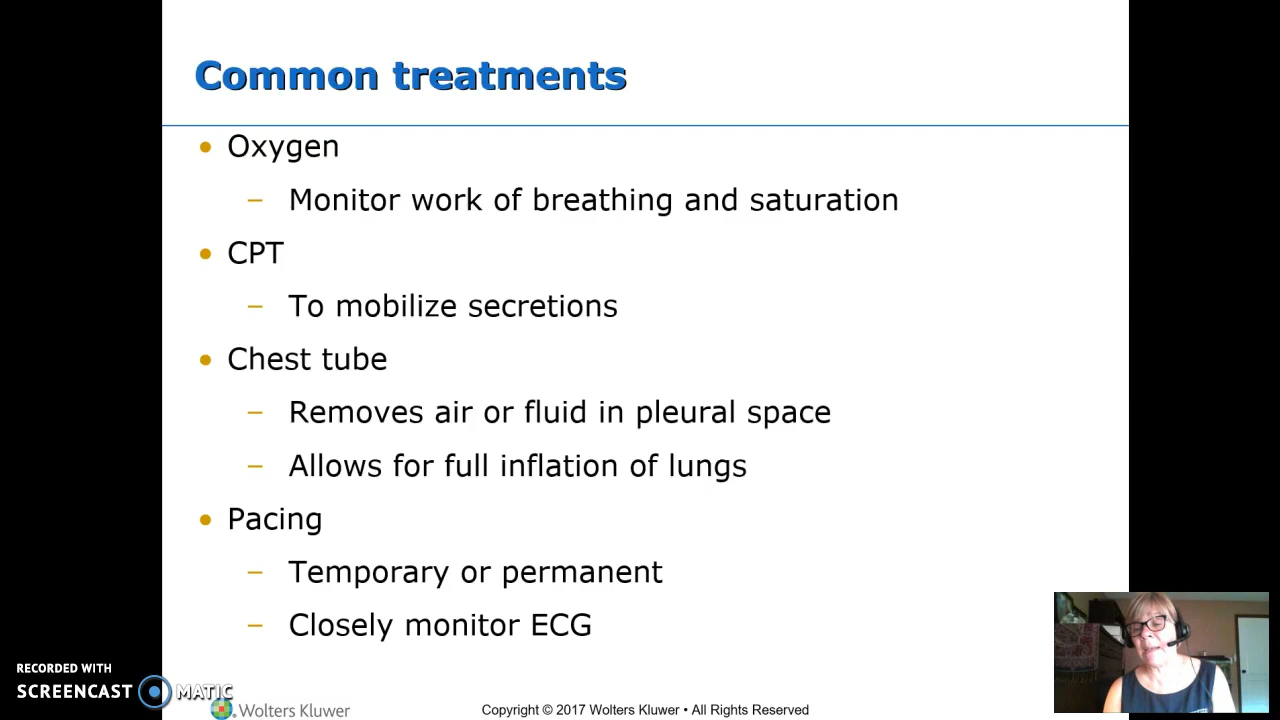 Common treatments
• Oxygen
– Monitor work of breathing and saturation
• CPT
– To mobilize secretions
• Chest tube
– Removes air or fluid in pleural space
– Allows for full inflation of lungs
• Pacing
– Temporary or permanent
– Closely monitor ECG
RECORDED WITH
SCREENCAST MATIC
Wolters Kluwer
Copyright © 2017 Wolters Kluwer • All Rights Reserved